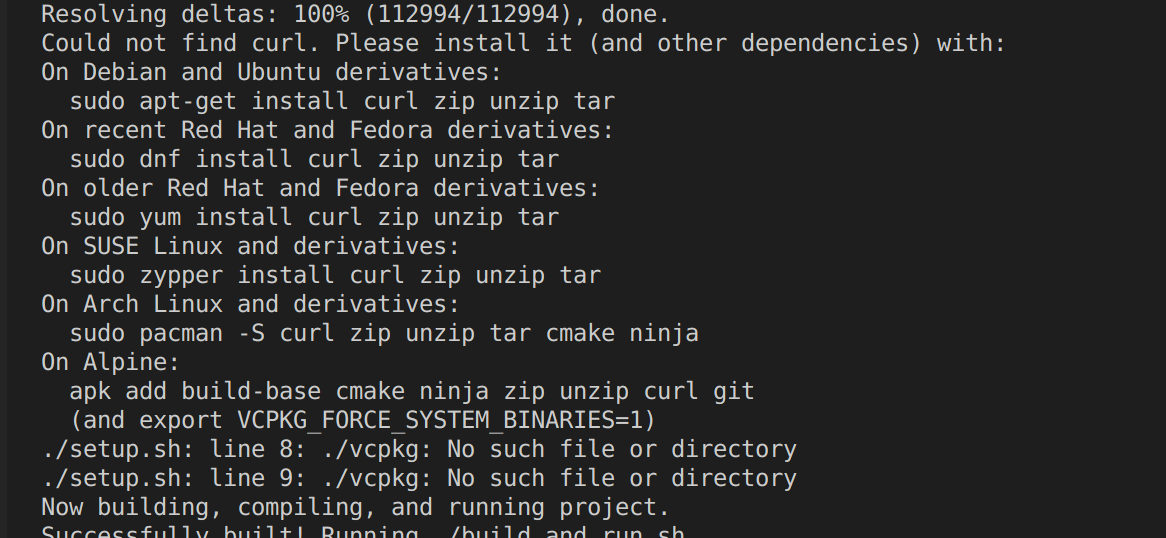 Resolving deltas: 100% (112994/112994), done.
Could not find curl. Please install it (and other dependencies) with:
On Debian and Ubuntu derivatives:
  sudo apt-get install curl zip unzip tar
On recent Red Hat and Fedora derivatives:
  sudo dnf install curl zip unzip tar
On older Red Hat and Fedora derivatives:
  sudo yum install curl zip unzip tar
On SUSE Linux and derivatives:
  sudo zypper install curl zip unzip tar
On Arch Linux and derivatives:
  sudo pacman -S curl zip unzip tar cmake ninja
On Alpine:
  apk add build-base cmake ninja zip unzip curl git
  (and export VCPKG_FORCE_SYSTEM_BINARIES=1)
./setup.sh: line 8: ./vcpkg: No such file or directory
./setup.sh: line 9: ./vcpkg: No such file or directory
Now building, compiling, and running project.
Successfully built! Running ./build_and_run.sh